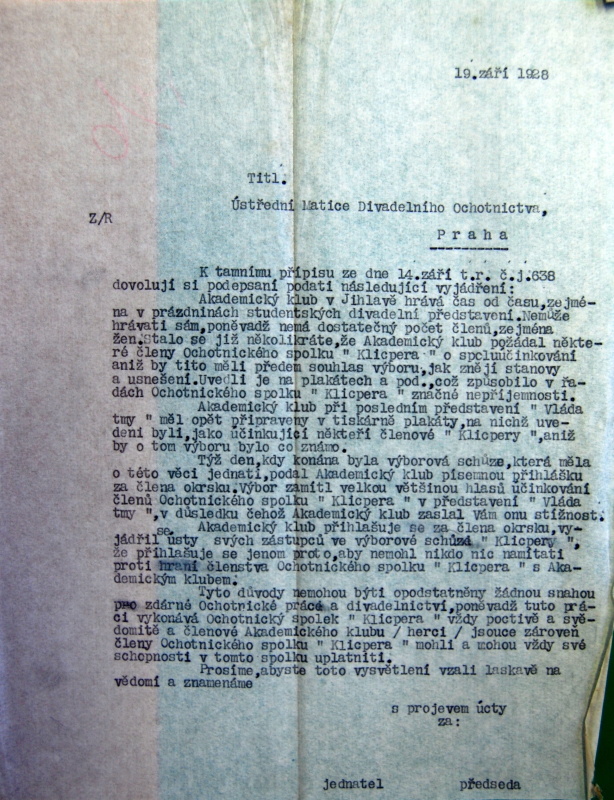 19.září 1928
Titl.
Ústřední Matice Divadelního Ochotnictva,
Z/R
Praha
K tamnímu přípisu ze dne 14.září t.r. č.j.638
dovolují si podepsaní podati následující vyjádření:
Akademický klub v Jihlavě hrává čas od času,zejmé-
na v prázdninách studentských divadelní představení.Nemůže
hrávati sám,poněvadž nemá dostatečný počet členů,zejména
žen.Stalo se již několikráte,že Akademický klub požádal někte-
ré členy Ochotnického spolku " Klicpera " o spoluúčinkování
aniž by tito měli předem souhlas výboru,jak znějí stanovy
a usnešení.Uvedli je na plakátech a pod.,což způsobilo v řa-
dách Ochotnického spolku " Klicpera " značné nepříjemnosti.
Akademický klub při posledním představení " Vláda
tmy " měl opět připraveny v tiskárně plakáty,na nichž uve-
deni byli,jako účinkující někteří členové " Klicpery ",aniž
by o tom výboru bylo co známo.
Týž den,kdy konána byla výborová schůze,která měla
o této věci jednati,podal Akademický klub písemnou přihlášku
za člena okrsku.Výbor zamítl velkou většinou hlasů účinkování
členů Ochotnického spolku " Klicpera " v představení " Vláda
tmy ",v důsledku čehož Akademický klub zaslal Vám onu stížnost.
Akademický klub přihlašuje se za člena okrsku,vy-
jádřil se ústy svých zástupců ve výborové schůzi " Klicpery ",
že přihlašuje se jenom proto,aby nemohl nikdo nic namítati
proti hraní členstva Ochotnického spolku " Klicpera " s Aka-
demickým klubem.
Tyto důvody nemohou býti opodstatněny žádnou snahou
pro zdárné Ochotnické práce a divadelnictví,poněvadž tuto prá-
ci vykonává Ochotnický spolek " Klicpera " vždy poctivě a svě-
domitě a členové Akademického klubu / herci / jsouce zároveň
členy Ochotnického spolku " Klicpera " mohli a mohou vždy své
schopnosti v tomto spolku uplatniti.
Prosíme,abyste toto vysvětlení vzali laskavě na
vědomí a znamenáme
s projevem úcty
za:
jednatel předseda